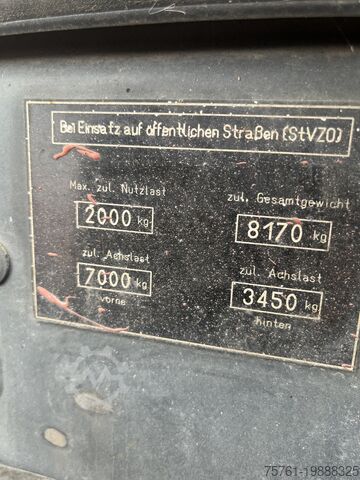 Bei Einsatz auf öffentlichen Straßen (StVZO)
Max. zul. Nutzlast
2000 kg
zul. Gesamtgewicht
8170 kg
zul. Achslast
7000 kg
vorne
zul. Achslast
3450 kg
hinten
75761-19888325